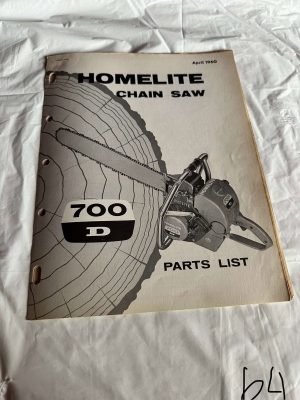 April 1960
HOMELITE
CHAIN SAW
700
D
PARTS LIST
64